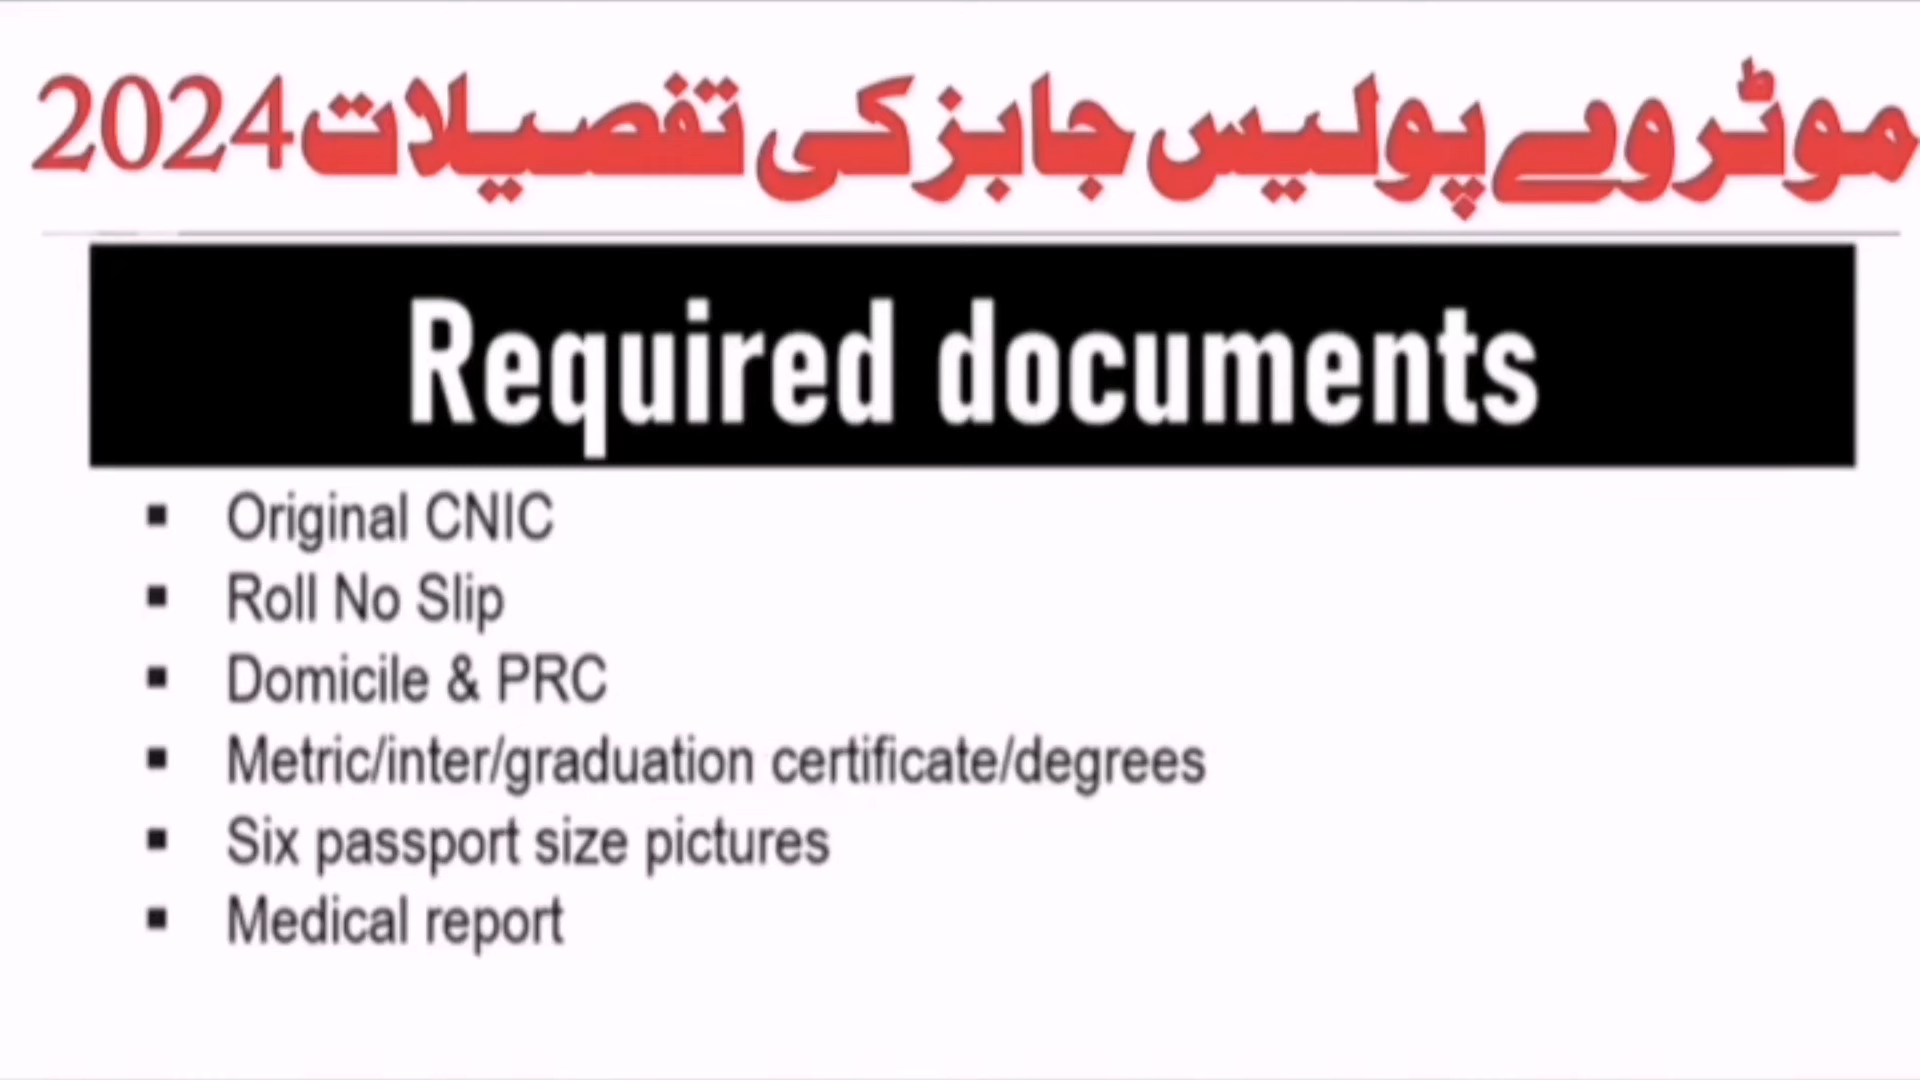 موٹروے پولیس جابز کی تفصیلات 2024
Required documents
▪ Original CNIC
▪ Roll No Slip
▪ Domicile & PRC
▪ Metric/inter/graduation certificate/degrees
▪ Six passport size pictures
▪ Medical report